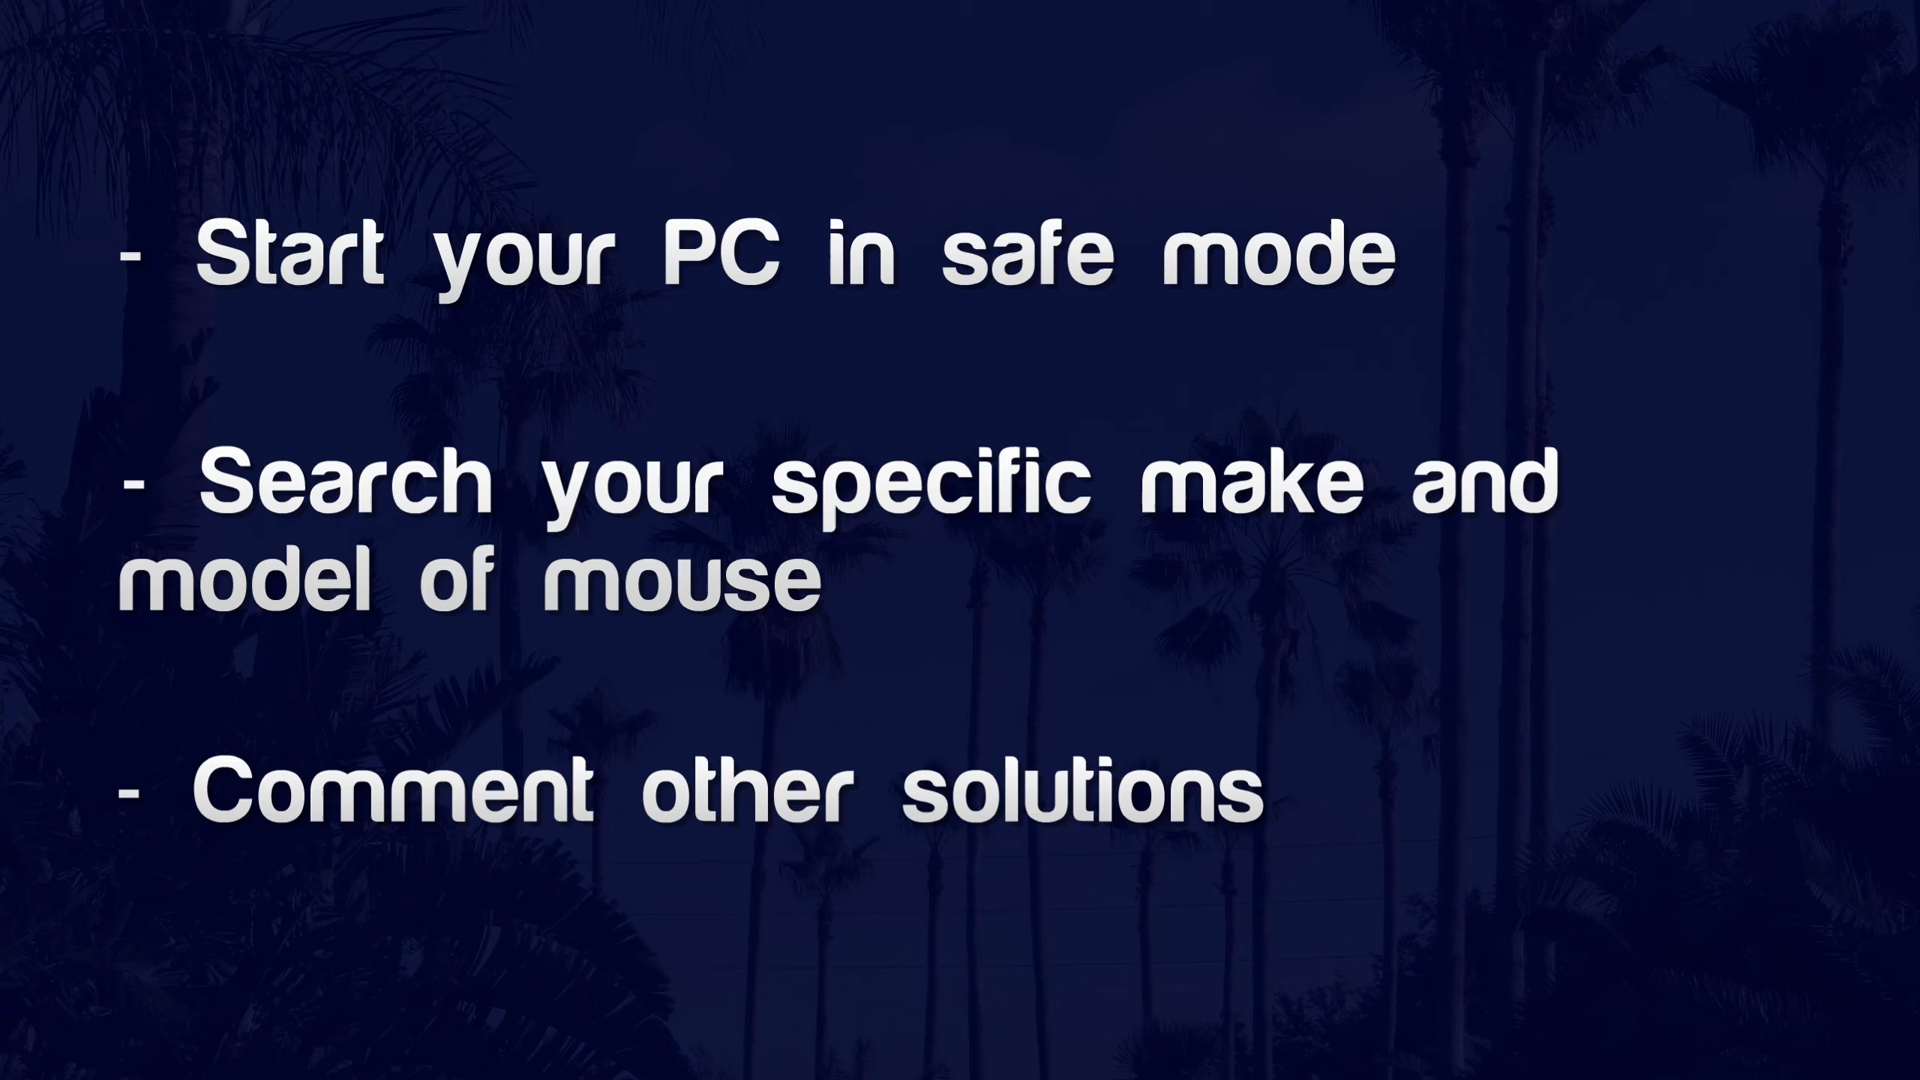 - Start your PC in safe mode
- Search your specific make and
model of mouse
- Comment other solutions